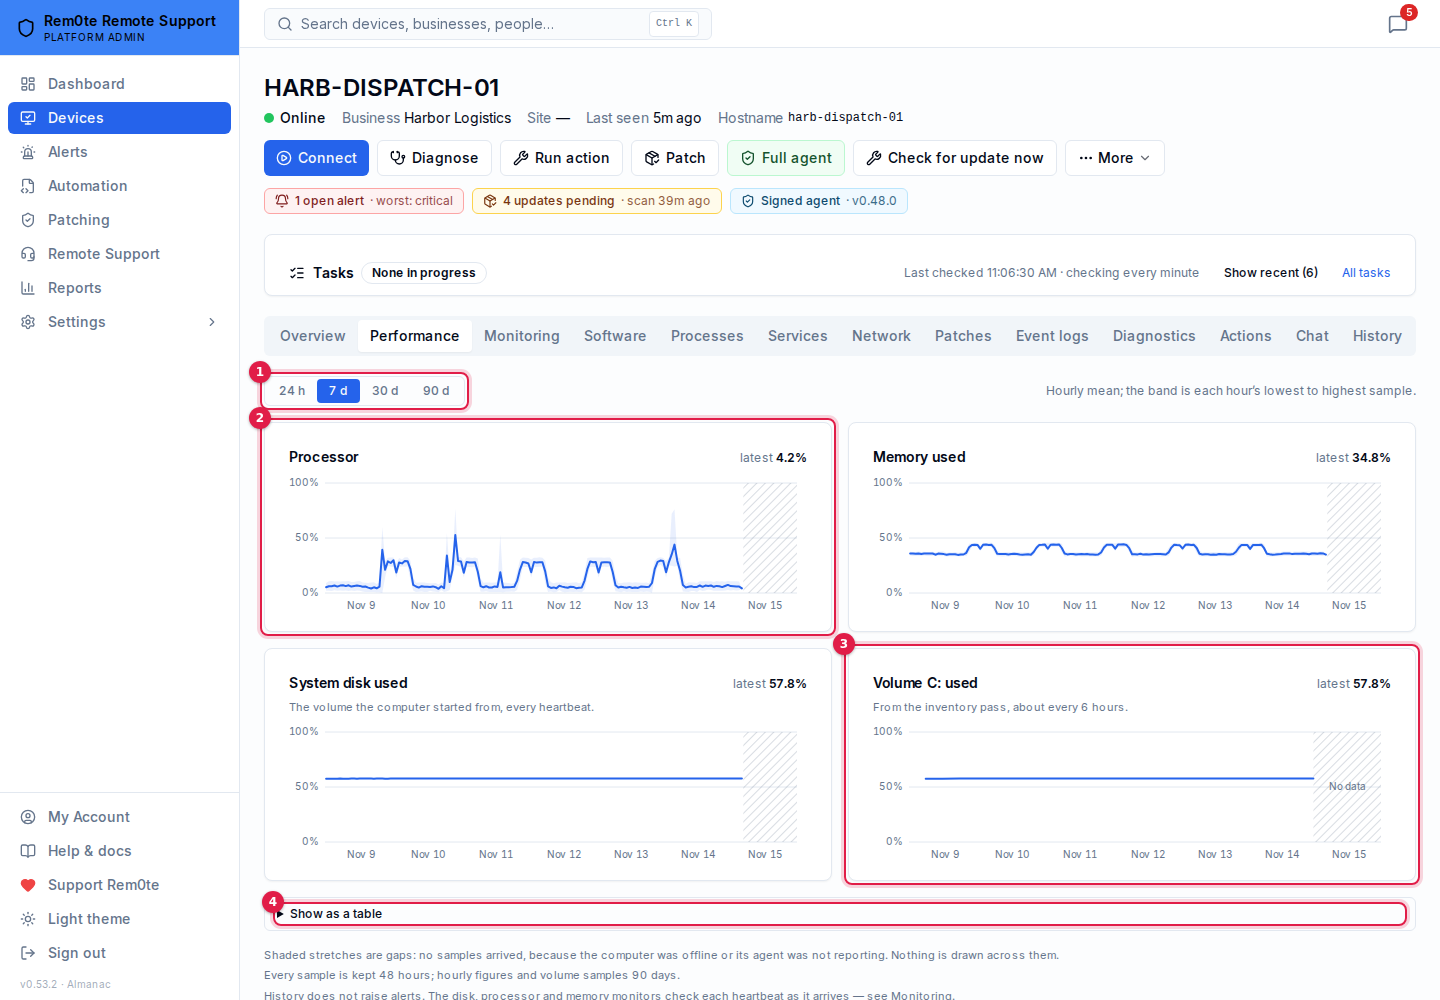 Rem0te Remote Support
PLATFORM ADMIN
Search devices, businesses, people...
Ctrl K
5
Dashboard
Devices
Alerts
Automation
Patching
Remote Support
Reports
Settings
My Account
Help & docs
Support Rem0te
Light theme
Sign out
v0.53.2 · Almanac
HARB-DISPATCH-01
Online Business Harbor Logistics Site — Last seen 5m ago Hostname harb-dispatch-01
Connect Diagnose Run action Patch Full agent Check for update now ··· More
1 open alert · worst: critical 4 updates pending · scan 39m ago Signed agent · v0.48.0
Tasks None in progress Last checked 11:06:30 AM · checking every minute Show recent (6) All tasks
Overview Performance Monitoring Software Processes Services Network Patches Event logs Diagnostics Actions Chat History
1
24 h 7 d 30 d 90 d Hourly mean; the band is each hour's lowest to highest sample.
2
Processor latest 4.2%
100%
50%
0%
Nov 9 Nov 10 Nov 11 Nov 12 Nov 13 Nov 14 Nov 15
Memory used latest 34.8%
100%
50%
0%
Nov 9 Nov 10 Nov 11 Nov 12 Nov 13 Nov 14 Nov 15
System disk used latest 57.8%
The volume the computer started from, every heartbeat.
100%
50%
0%
Nov 9 Nov 10 Nov 11 Nov 12 Nov 13 Nov 14 Nov 15
3
Volume C: used latest 57.8%
From the inventory pass, about every 6 hours.
100%
50%
No data
0%
Nov 9 Nov 10 Nov 11 Nov 12 Nov 13 Nov 14 Nov 15
4
Show as a table
Shaded stretches are gaps: no samples arrived, because the computer was offline or its agent was not reporting. Nothing is drawn across them.
Every sample is kept 48 hours; hourly figures and volume samples 90 days.
History does not raise alerts. The disk, processor and memory monitors check each heartbeat as it arrives — see Monitoring.